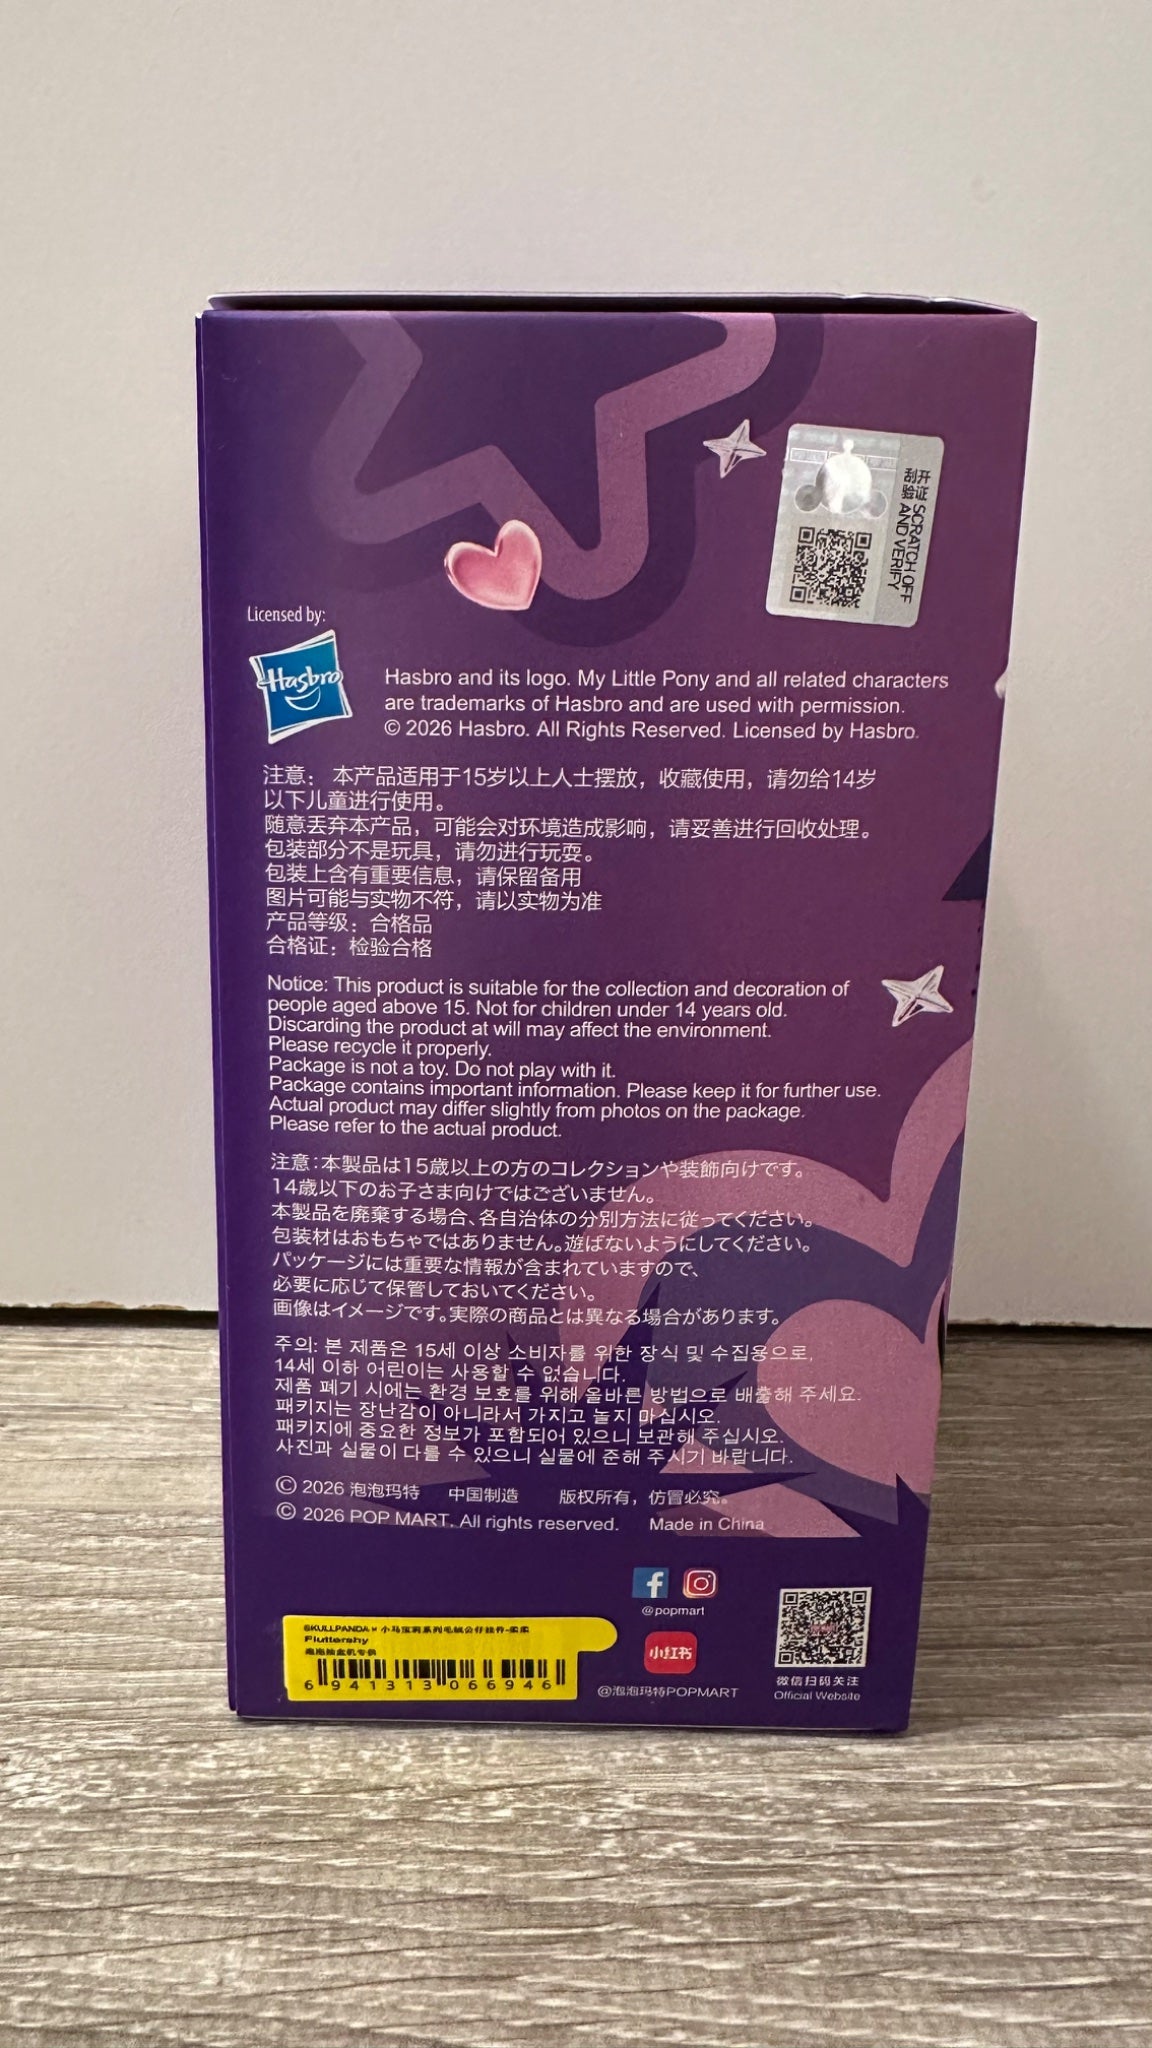 开证 SCRATCH OFF
刮验 AND VERIFY
Licensed by:
Hasbro
Hasbro and its logo. My Little Pony and all related characters
are trademarks of Hasbro and are used with permission.
© 2026 Hasbro. All Rights Reserved. Licensed by Hasbro.
注意： 本产品适用于15岁以上人士摆放，收藏使用，请勿给14岁
以下儿童进行使用。
随意丢弃本产品，可能会对环境造成影响，请妥善进行回收处理。
包装部分不是玩具，请勿进行玩耍。
包装上含有重要信息，请保留备用
图片可能与实物不符，请以实物为准
产品等级：合格品
合格证：检验合格
Notice: This product is suitable for the collection and decoration of
people aged above 15. Not for children under 14 years old.
Discarding the product at will may affect the environment.
Please recycle it properly.
Package is not a toy. Do not play with it.
Package contains important information. Please keep it for further use.
Actual product may differ slightly from photos on the package.
Please refer to the actual product.
注意：本製品は15歳以上の方のコレクションや装飾向けです。
14歳以下のお子さま向けではございません。
本製品を廃棄する場合、各自治体の分別方法に従ってください。
包装材はおもちゃではありません。遊ばないようにしてください。
パッケージには重要な情報が含まれていますので、
必要に応じて保管しておいてください。
画像はイメージです。実際の商品とは異なる場合があります。
주의: 본 제품은 15세 이상 소비자를 위한 장식 및 수집용으로,
14세 이하 어린이는 사용할 수 없습니다.
제품 폐기 시에는 환경 보호를 위해 올바른 방법으로 배출해 주세요.
패키지는 장난감이 아니라서 가지고 놀지 마십시오.
패키지에 중요한 정보가 포함되어 있으니 보관해 주십시오.
사진과 실물이 다를 수 있으니 실물에 준해 주시기 바랍니다.
© 2026 泡泡玛特 中国制造 版权所有，仿冒必究。
© 2026 POP MART. All rights reserved. Made in China
@popmart
小红书
@泡泡玛特POPMART
微信扫码关注
Official Website
SKULLPANDA × 小马宝莉系列毛绒公仔挂件-柔柔
Fluttershy
泡泡抽盒机专供
6941313066946